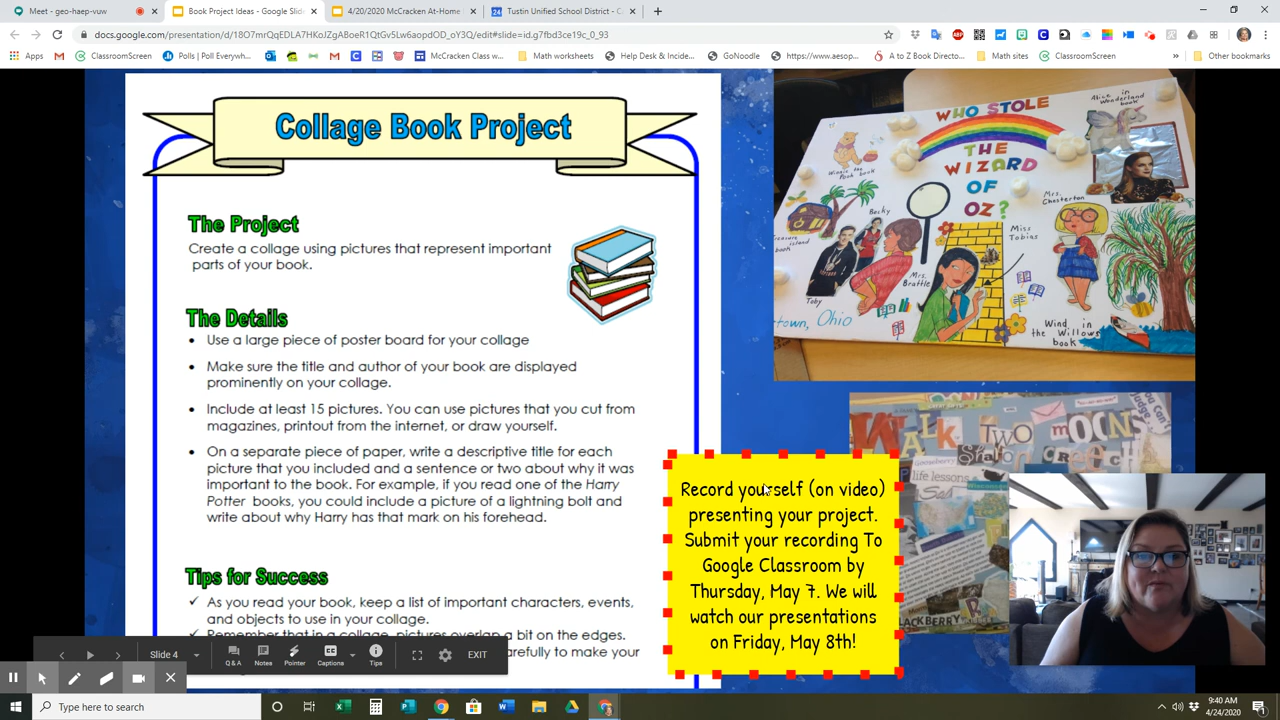 Meet - geo-haep-vuw
Book Project Ideas - Google Slid
4/20/2020 McCracken At-Home
Tustin Unified School District - C
docs.google.com/presentation/d/18O7mrQqEDLA7HKoJZgABoeR1QtGv5Lw6aopdOD_oY3Q/edit#slide=id.g7fbd3ce19c_0_93
Apps
ClassroomScreen
Polls | Poll Everywh...
McCracken Class w...
Math worksheets
Help Desk & Incide...
GoNoodle
https://www.aesop...
A to Z Book Directo...
Math sites
ClassroomScreen
Other bookmarks
Collage Book Project
The Project
Create a collage using pictures that represent important
parts of your book.
The Details
• Use a large piece of poster board for your collage
• Make sure the title and author of your book are displayed
prominently on your collage.
• Include at least 15 pictures. You can use pictures that you cut from
magazines, printout from the internet, or draw yourself.
• On a separate piece of paper, write a descriptive title for each
picture that you included and a sentence or two about why it was
important to the book. For example, if you read one of the Harry
Potter books, you could include a picture of a lightning bolt and
write about why Harry has that mark on his forehead.
Tips for Success
✓ As you read your book, keep a list of important characters, events,
and objects to use in your collage.
✓ Remember that in a collage, pictures overlap a bit on the edges.
carefully to make your
WHO STOLE
THE
WIZARD
OF
OZ?
Alice in
Wonderland
book
Winnie the
Pooh book
Treasure
island
book
Becky
Toby
Mrs.
Brattle
Miss
Tobias
Mrs.
Chesterton
Wind in
the Willows
book
town, Ohio
WALK TWO MOONS
Sharon CREECH
Gooseberry
life lessons
Sad
BLACKBERRY
Record yourself (on video)
presenting your project.
Submit your recording To
Google Classroom by
Thursday, May 7. We will
watch our presentations
on Friday, May 8th!
Slide 4
Q & A
Notes
Pointer
Captions
Tips
EXIT
Type here to search
9:40 AM
4/24/2020